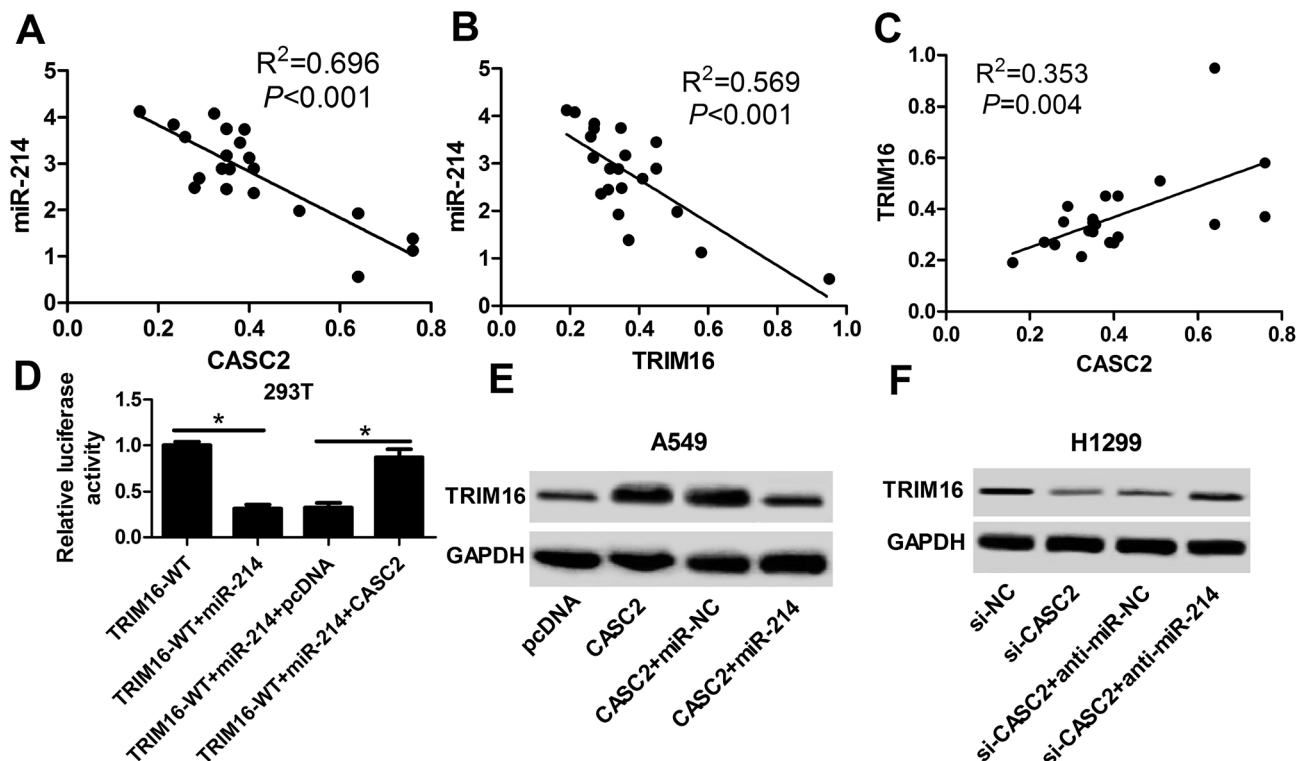 A
R²=0.696
P<0.001
miR-214
5
4
3
2
1
0
0.0 0.2 0.4 0.6 0.8
CASC2
B
R²=0.569
P<0.001
miR-214
5
4
3
2
1
0
0.0 0.2 0.4 0.6 0.8 1.0
TRIM16
C
R²=0.353
P=0.004
TRIM16
1.0
0.8
0.6
0.4
0.2
0.0
0.0 0.2 0.4 0.6 0.8
CASC2
D
293T
Relative luciferase
activity
1.5
1.0
0.5
0.0
* *
TRIM16-WT
TRIM16-WT+miR-214
TRIM16-WT+miR-214+pcDNA
TRIM16-WT+miR-214+CASC2
E
A549
TRIM16
GAPDH
pcDNA
CASC2
CASC2+miR-NC
CASC2+miR-214
F
H1299
TRIM16
GAPDH
si-NC
si-CASC2
si-CASC2+anti-miR-NC
si-CASC2+anti-miR-214